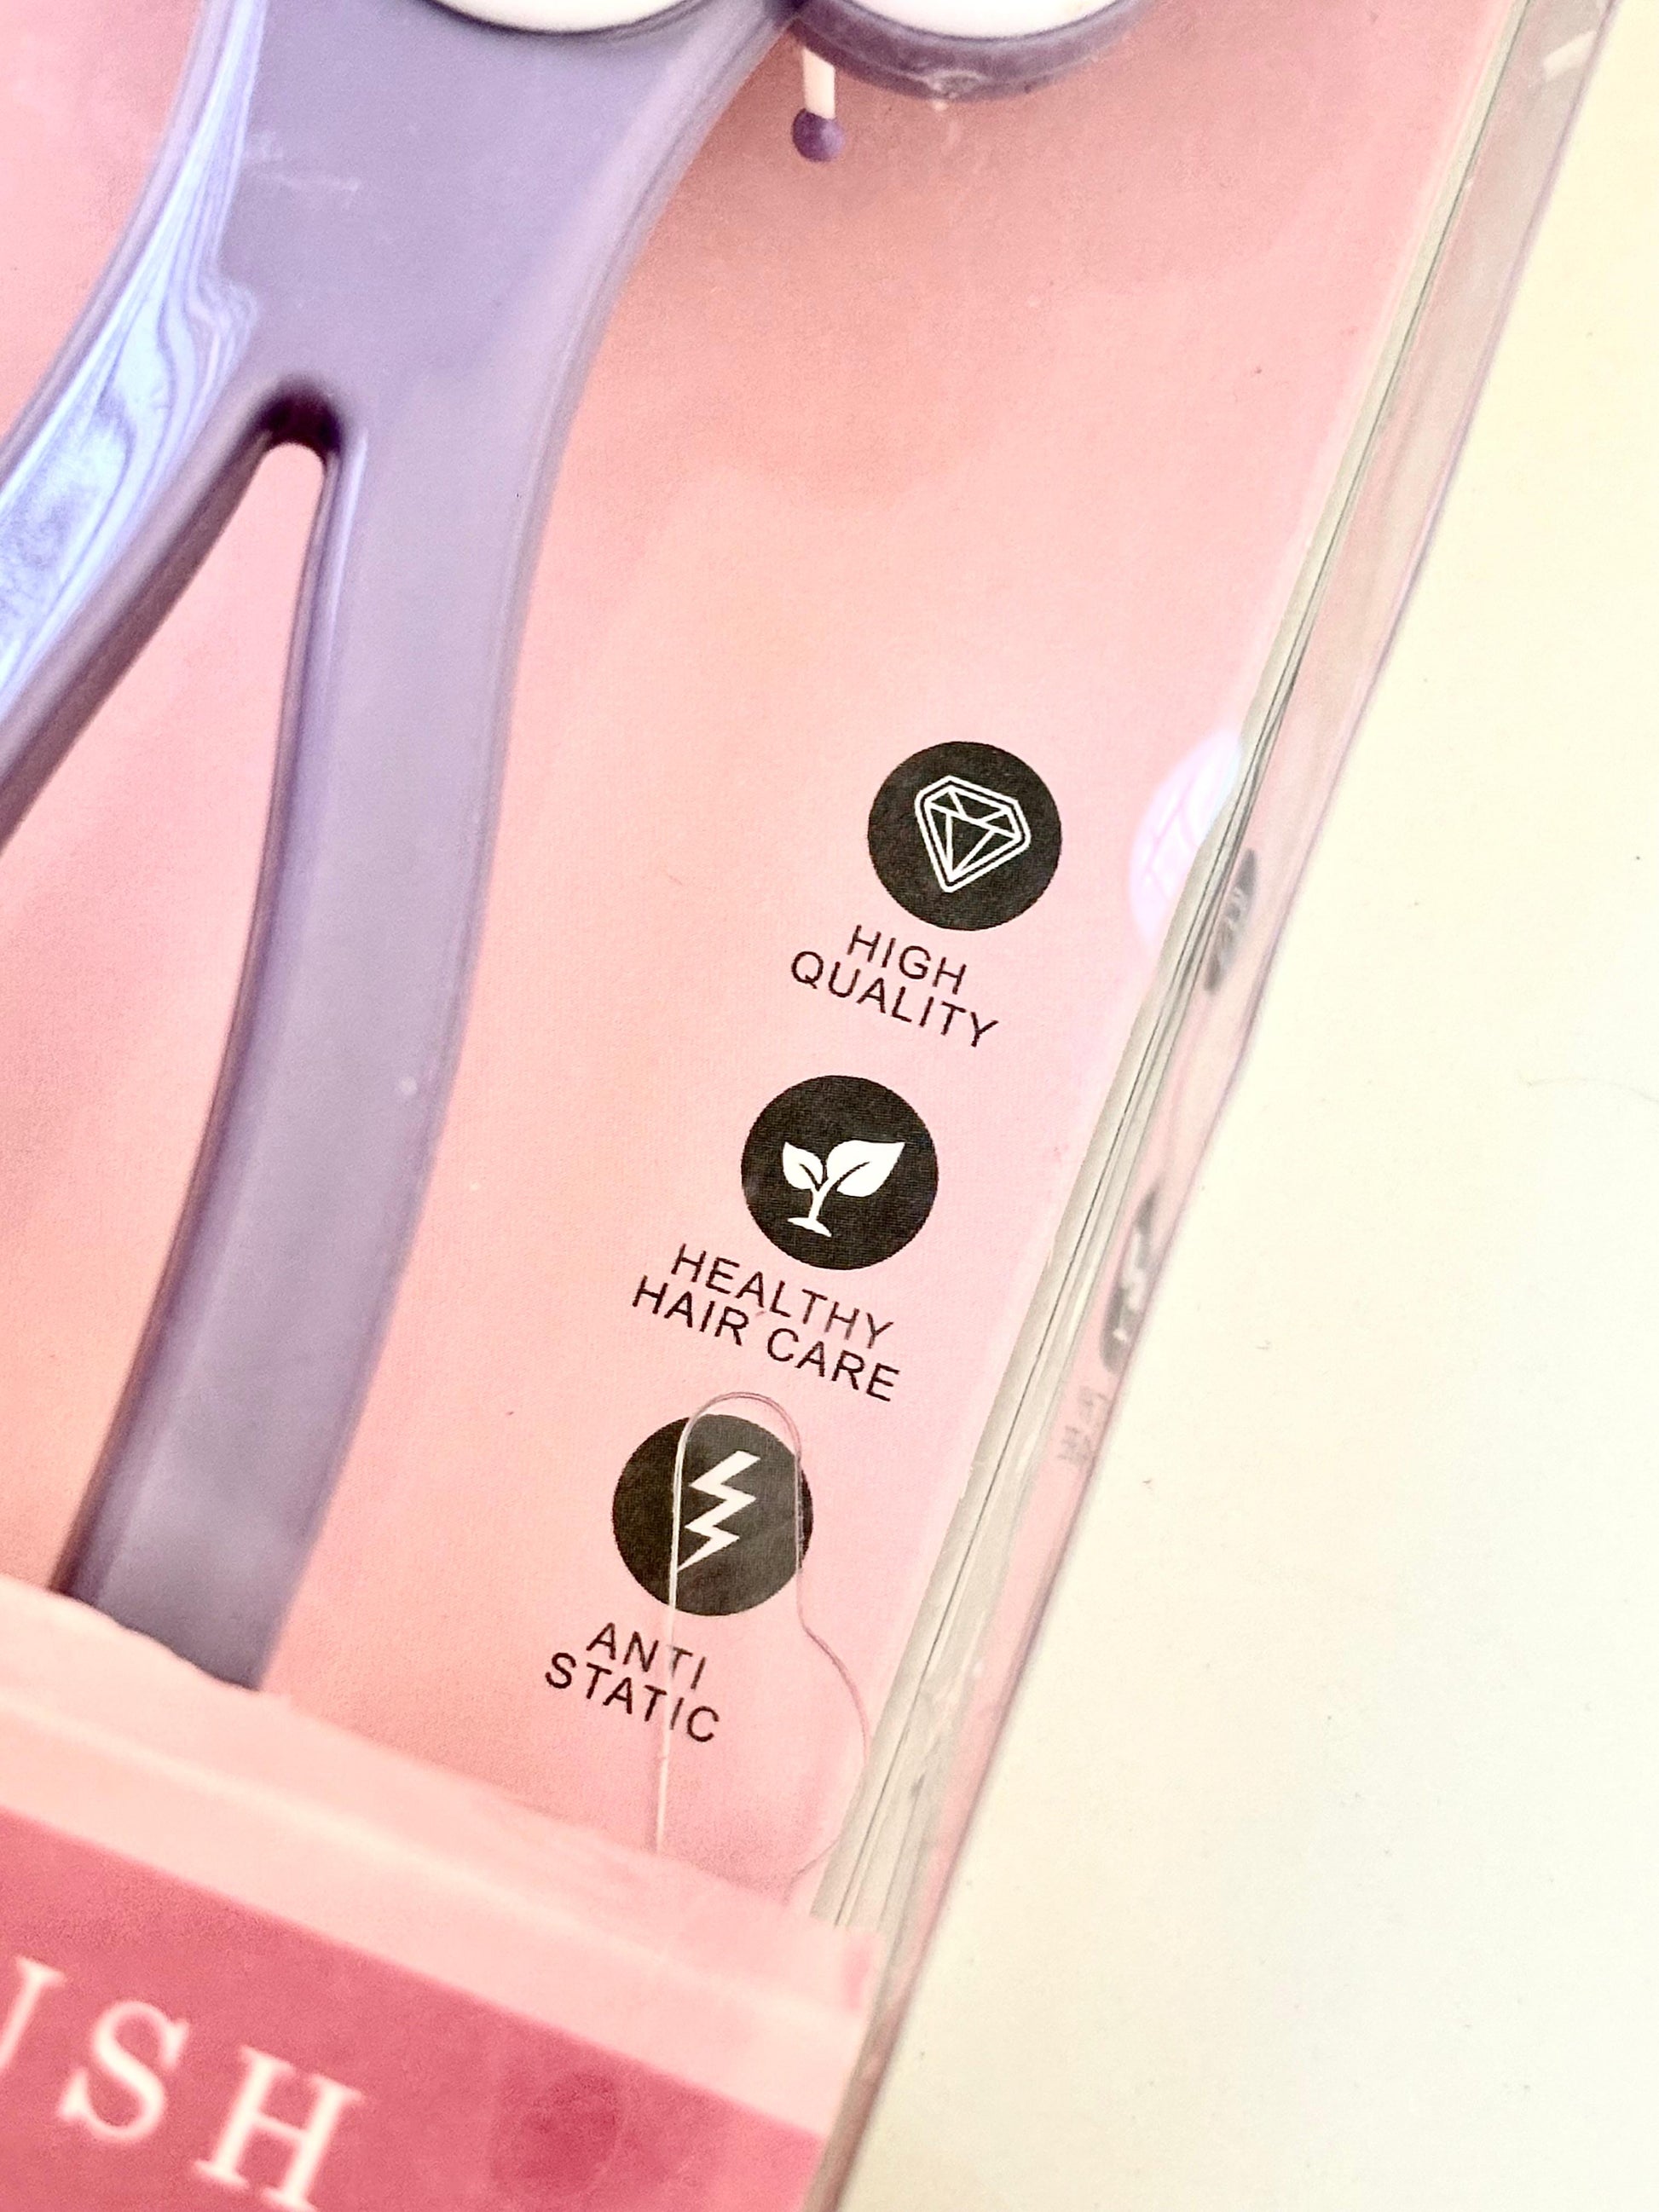 HIGH
QUALITY
HEALTHY
HAIR CARE
ANTI
STATIC
USH